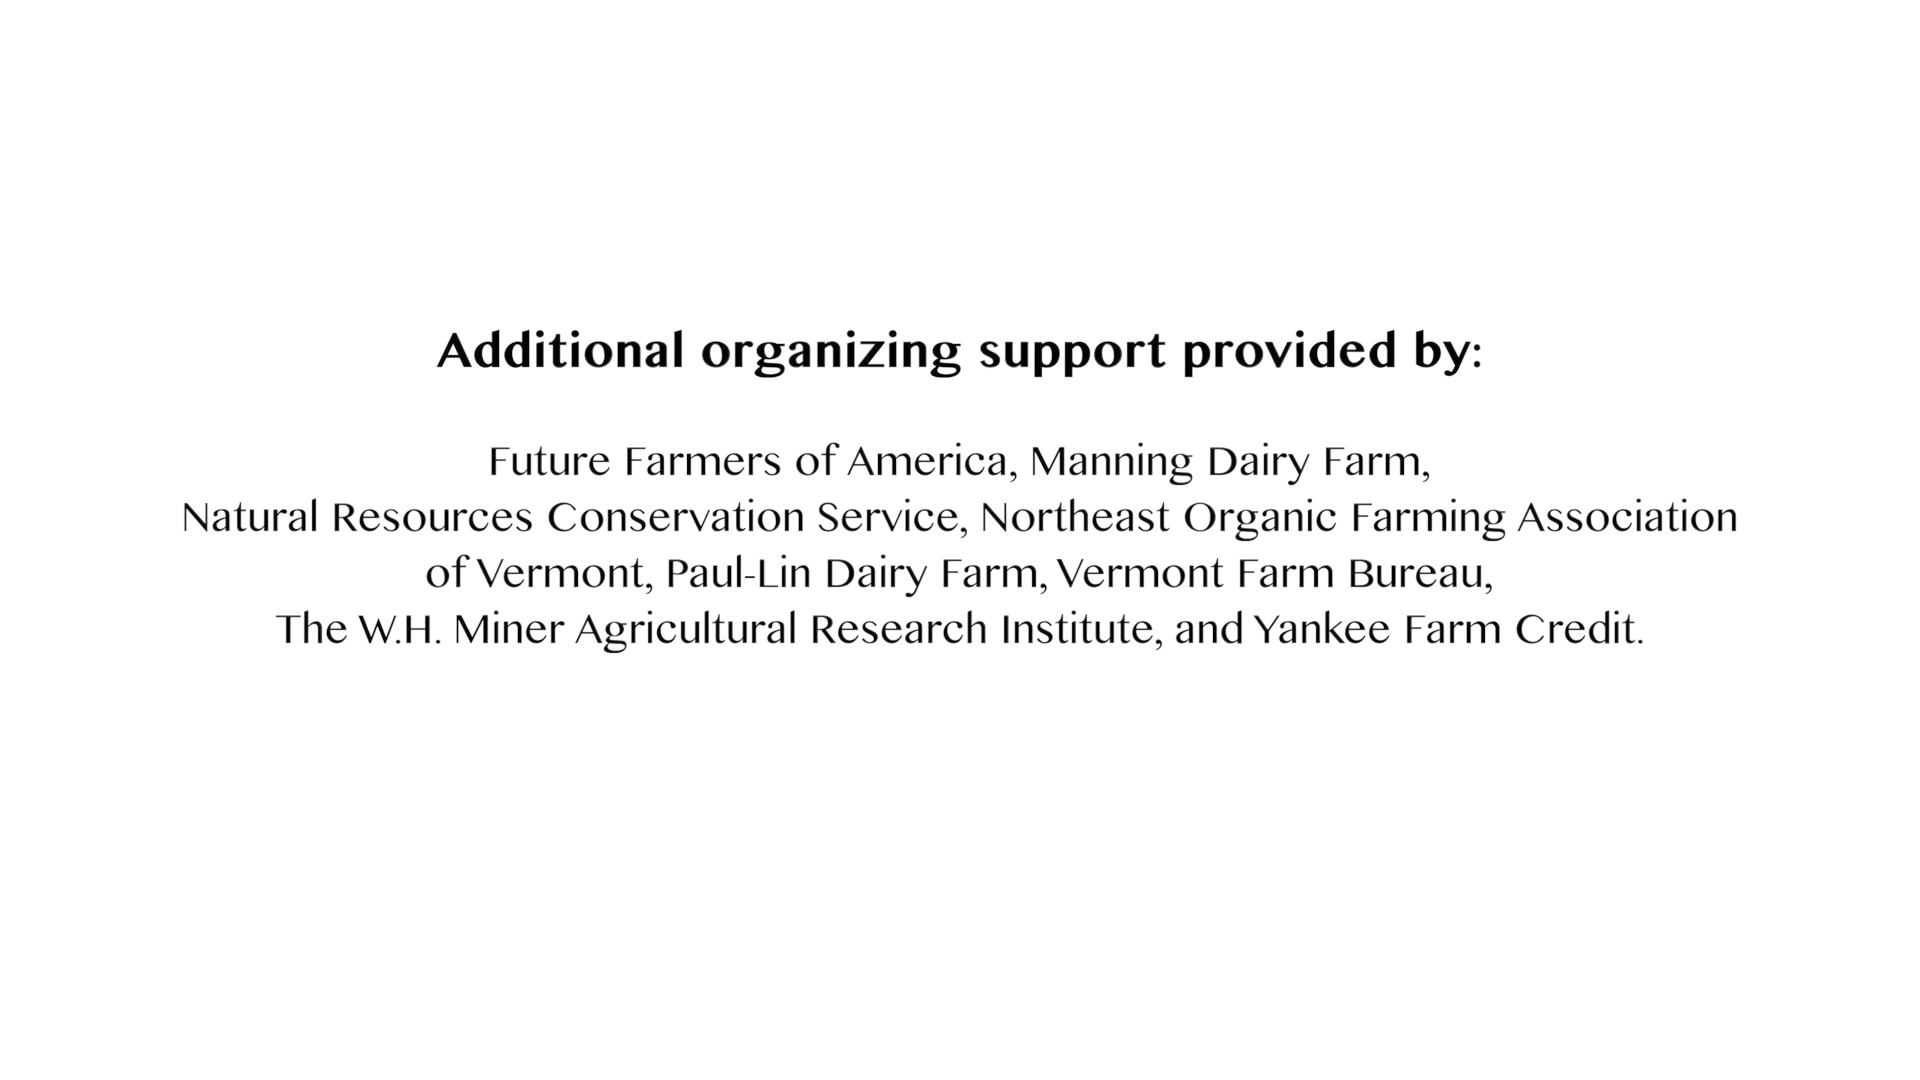 Additional organizing support provided by:
Future Farmers of America, Manning Dairy Farm,
Natural Resources Conservation Service, Northeast Organic Farming Association
of Vermont, Paul-Lin Dairy Farm, Vermont Farm Bureau,
The W.H. Miner Agricultural Research Institute, and Yankee Farm Credit.